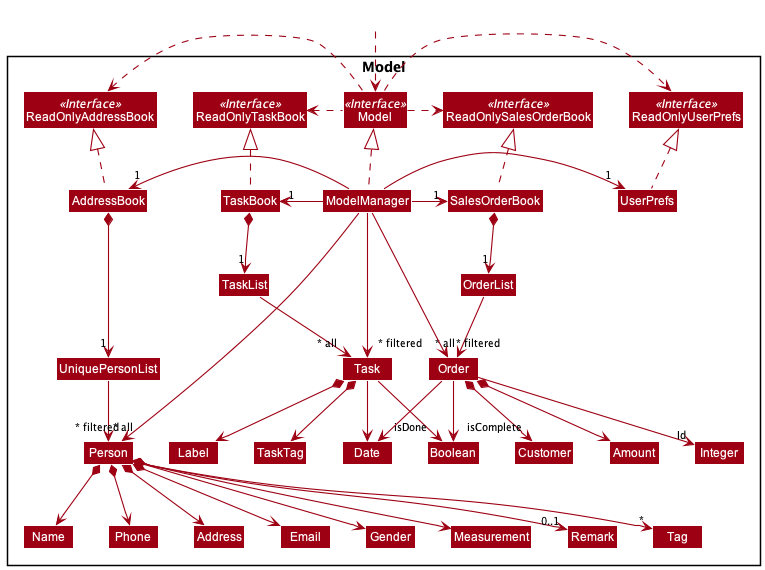 Model
«Interface»
ReadOnlyAddressBook
«Interface»
ReadOnlyTaskBook
«Interface»
Model
«Interface»
ReadOnlySalesOrderBook
«Interface»
ReadOnlyUserPrefs
1
1
1
1
AddressBook
TaskBook
ModelManager
SalesOrderBook
UserPrefs
1
1
TaskList
OrderList
1
* all
* filtered
* all
* filtered
UniquePersonList
Task
Order
* filtered
* all
isDone
isComplete
Id
Person
Label
TaskTag
Date
Boolean
Customer
Amount
Integer
0..1
*
Name
Phone
Address
Email
Gender
Measurement
Remark
Tag